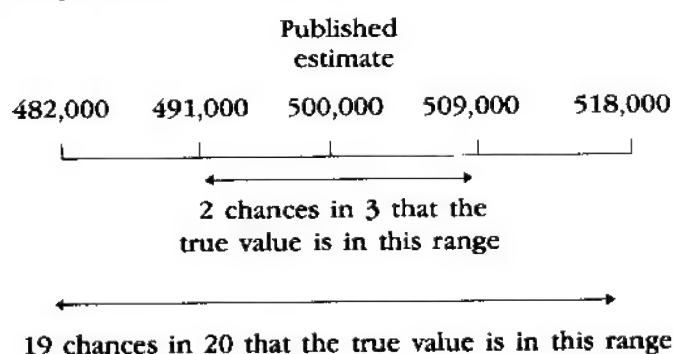 Published
estimate
482,000 491,000 500,000 509,000 518,000
2 chances in 3 that the
true value is in this range
19 chances in 20 that the true value is in this range